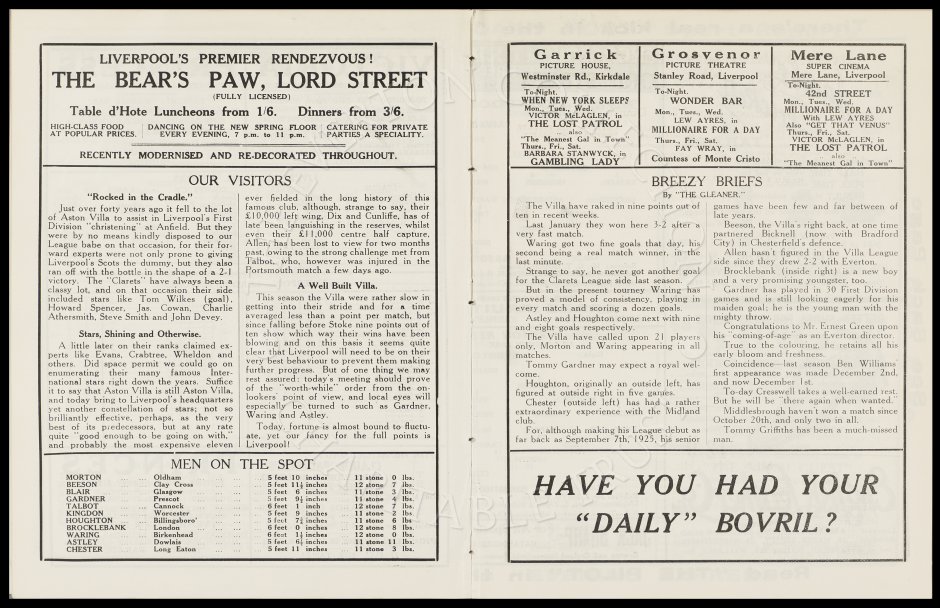 LIVERPOOL'S PREMIER RENDEZVOUS!
THE BEAR'S PAW, LORD STREET
(FULLY LICENSED)
Table d'Hote Luncheons from 1/6. Dinners from 3/6.
HIGH-CLASS FOOD
AT POPULAR PRICES.
DANCING ON THE NEW SPRING FLOOR
EVERY EVENING, 7 p.m. to 11 p.m.
CATERING FOR PRIVATE
PARTIES A SPECIALITY.
RECENTLY MODERNISED AND RE-DECORATED THROUGHOUT.
OUR VISITORS
"Rocked in the Cradle."
Just over forty years ago it fell to the lot
of Aston Villa to assist in Liverpool's First
Division "christening" at Anfield. But they
were by no means kindly disposed to our
League babe on that occasion, for their for-
ward experts were not only prone to giving
Liverpool's Scots the dummy, but they also
ran off with the bottle in the shape of a 2-1
victory. The "Clarets" have always been a
classy lot, and on that occasion their side
included stars like Tom Wilkes (goal),
Howard Spencer, Jas. Cowan, Charlie
Athersmith, Steve Smith and John Devey.
Stars, Shining and Otherwise.
A little later on their ranks claimed ex-
perts like Evans, Crabtree, Wheldon and
others. Did space permit we could go on
enumerating their many famous Inter-
national stars right down the years. Suffice
it to say that Aston Villa is still Aston Villa,
and today bring to Liverpool's headquarters
yet another constellation of stars; not so
brilliantly effective, perhaps, as the very
best of its predecessors, but at any rate
quite "good enough to be going on with,"
and probably the most expensive eleven
ever fielded in the long history of this
famous club, although, strange to say, their
£10,000 left wing, Dix and Cunliffe, has of
late been languishing in the reserves, whilst
even their £11,000 centre half capture,
Allen, has been lost to view for two months
past, owing to the strong challenge met from
Talbot, who, however was injured in the
Portsmouth match a few days ago.
A Well Built Villa.
This season the Villa were rather slow in
getting into their stride and for a time
averaged less than a point per match, but
since falling before Stoke nine points out of
ten show which way their wins have been
blowing and on this basis it seems quite
clear that Liverpool will need to be on their
very best behaviour to prevent them making
further progress. But of one thing we may
rest assured: today's meeting should prove
of the "worth-while" order from the on-
lookers' point of view, and local eyes will
especially be turned to such as Gardner,
Waring and Astley.
Today, fortune is almost bound to fluctu-
ate, yet our fancy for the full points is
Liverpool!
MEN ON THE SPOT
MORTON ... Oldham ... 5 feet 10 inches 11 stone 0 lbs.
BEESON ... Clay Cross ... 5 feet 11½ inches 12 stone 7 lbs.
BLAIR ... Glasgow ... 5 feet 6 inches 11 stone 3 lbs.
GARDNER ... Prescot ... 5 feet 9½ inches 11 stone 4 lbs.
TALBOT ... Cannock ... 6 feet 1 inch 12 stone 7 lbs.
KINGDON ... Worcester ... 5 feet 9 inches 11 stone 2 lbs.
HOUGHTON ... Billingsboro' ... 5 feet 7½ inches 11 stone 6 lbs.
BROCKLEBANK ... London ... 6 feet 0 inches 12 stone 8 lbs.
WARING ... Birkenhead ... 6 feet 1½ inches 12 stone 0 lbs.
ASTLEY ... Dowlais ... 5 feet 6½ inches 11 stone 11 lbs.
CHESTER ... Long Eaton ... 5 feet 11 inches 11 stone 3 lbs.
Garrick
PICTURE HOUSE,
Westminster Rd., Kirkdale
To-Night.
WHEN NEW YORK SLEEPS
Mon., Tues., Wed.
VICTOR McLAGLEN, in
THE LOST PATROL
also
"The Meanest Gal in Town"
Thurs., Fri., Sat.
BARBARA STANWYCK, in
GAMBLING LADY
Grosvenor
PICTURE THEATRE
Stanley Road, Liverpool
To-Night.
WONDER BAR
Mon., Tues., Wed.
LEW AYRES, in
MILLIONAIRE FOR A DAY
Thurs., Fri., Sat.
FAY WRAY, in
Countess of Monte Cristo
Mere Lane
SUPER CINEMA
Mere Lane, Liverpool
To-Night.
42nd STREET
Mon., Tues., Wed.
MILLIONAIRE FOR A DAY
With LEW AYRES
Also "GET THAT VENUS"
Thurs., Fri., Sat.
VICTOR McLAGLEN, in
THE LOST PATROL
also
"The Meanest Gal in Town"
BREEZY BRIEFS
By "THE GLEANER."
The Villa have raked in nine points out of
ten in recent weeks.
Last January they won here 3-2 after a
very fast match.
Waring got two fine goals that day, his
second being a real match winner, in the
last minute.
Strange to say, he never got another goal
for the Clarets League side last season.
But in the present tourney Waring has
proved a model of consistency, playing in
every match and scoring a dozen goals.
Astley and Houghton come next with nine
and eight goals respectively.
The Villa have called upon 21 players
only, Morton and Waring appearing in all
matches.
Tommy Gardner may expect a royal wel-
come.
Houghton, originally an outside left, has
figured at outside right in five games.
Chester (outside left) has had a rather
extraordinary experience with the Midland
club.
For, although making his League debut as
far back as September 7th, 1925, his senior
games have been few and far between of
late years.
Beeson, the Villa's right back, at one time
partnered Bicknell (now with Bradford
City) in Chesterfield's defence.
Allen hasn't figured in the Villa League
side since they drew 2-2 with Everton.
Brocklebank (inside right) is a new boy
and a very promising youngster, too.
Gardner has played in 30 First Division
games and is still looking eagerly for his
maiden goal; he is the young man with the
mighty throw.
Congratulations to Mr. Ernest Green upon
his "coming-of-age" as an Everton director.
True to the colouring, he retains all his
early bloom and freshness.
Coincidence—last season Ben Williams
first appearance was made December 2nd,
and now December 1st.
To-day Cresswell takes a well-earned rest.
But he will be "there again when wanted."
Middlesbrough haven't won a match since
October 20th, and only two in all.
Tommy Griffiths has been a much-missed
man.
HAVE YOU HAD YOUR
"DAILY" BOVRIL?